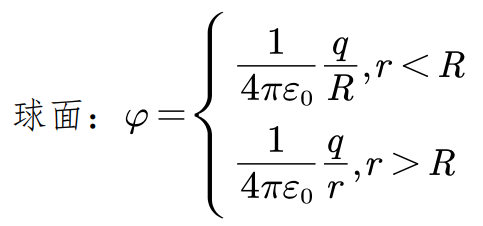 球面：φ = { 1/(4πε₀) q/R , r < R
1/(4πε₀) q/r , r > R